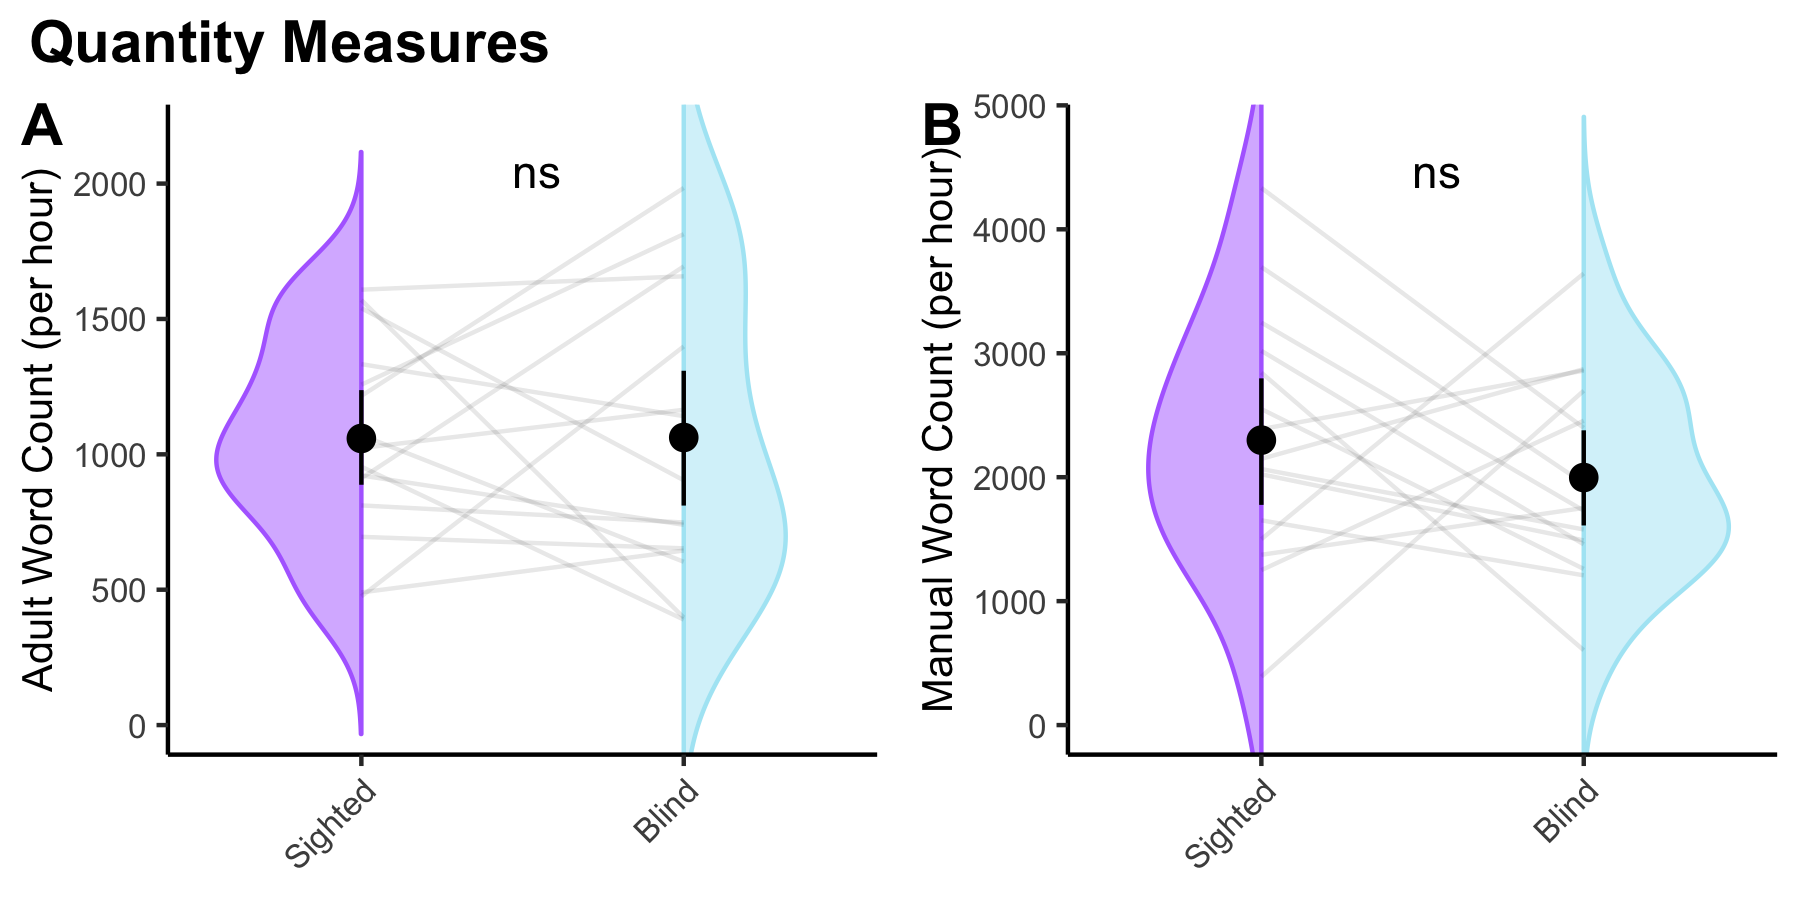 Quantity Measures
A
Adult Word Count (per hour)
2000
1500
1000
500
0
ns
Sighted
Blind
B
Manual Word Count (per hour)
5000
4000
3000
2000
1000
0
ns
Sighted
Blind